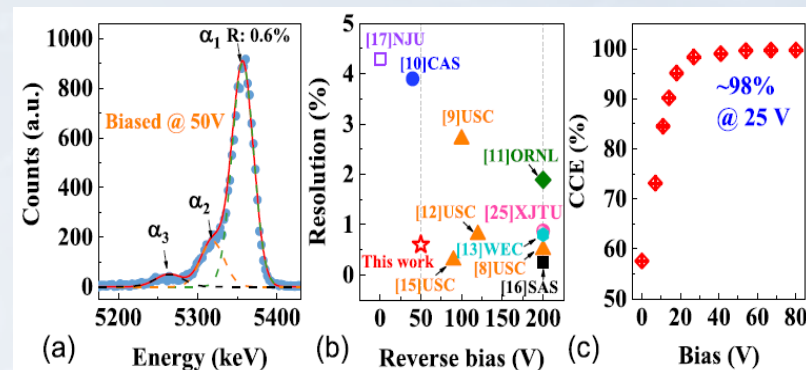 1000
800
600
400
200
0
Counts (a.u.)
α1 R: 0.6%
Biased @ 50V
α2
α3
5200
5300
5400
(a)
Energy (keV)
5
4
3
2
1
0
Resolution (%)
[17]NJU
[10]CAS
[9]USC
[11]ORNL
[12]USC
[25]XJTU
[13]WEC
This work
[8]USC
[15]USC
[16]SAS
0
50
100
150
200
(b)
Reverse bias (V)
100
90
80
70
60
50
CCE (%)
~98%
@ 25 V
0
20
40
60
80
(c)
Bias (V)